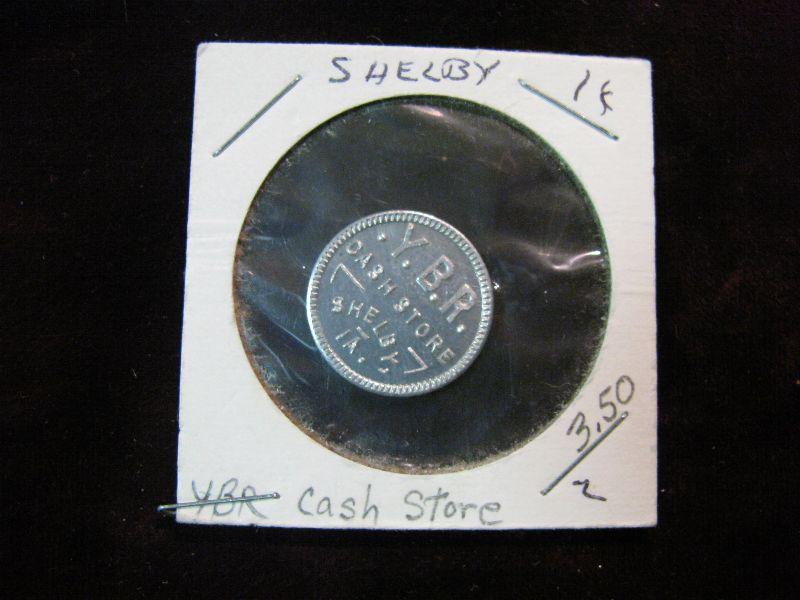 SHELBY 1¢
.Y.B.R.
CASH STORE
SHELBY,
IA.
3.50
2
YBR Cash Store